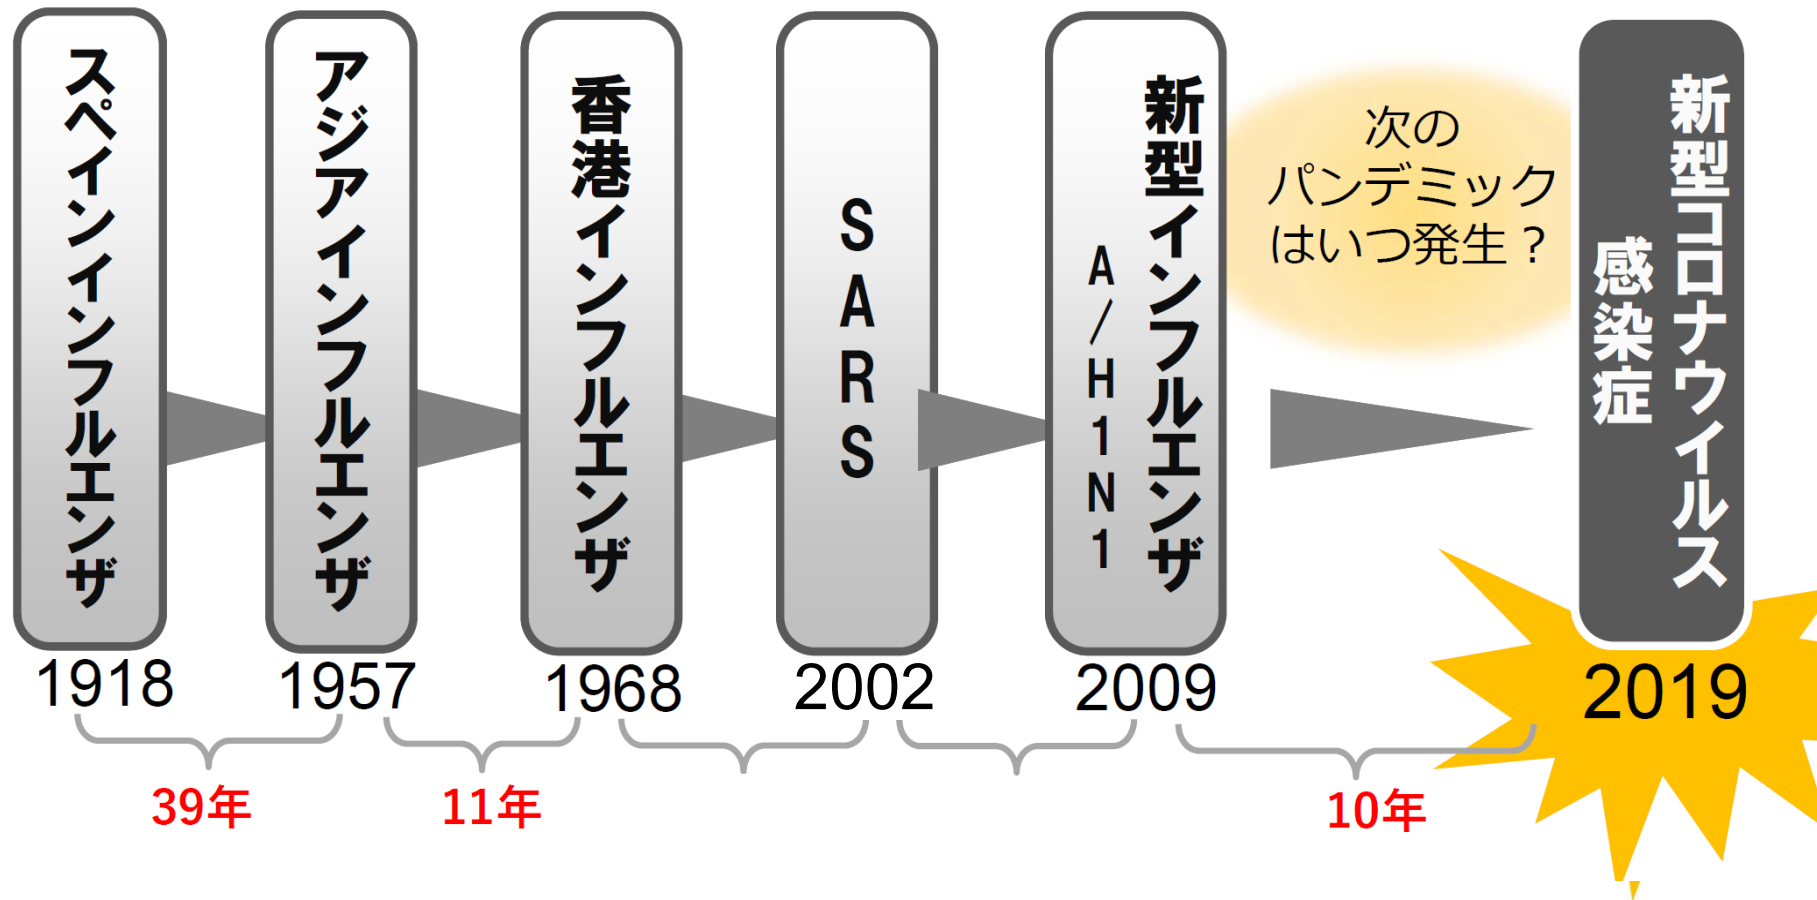 スペインインフルエンザ
アジアインフルエンザ
香港インフルエンザ
SARS
新型インフルエンザ
A/H1N1
次の
パンデミック
はいつ発生？
新型コロナウイルス
感染症
1918
1957
1968
2002
2009
2019
39年
11年
10年